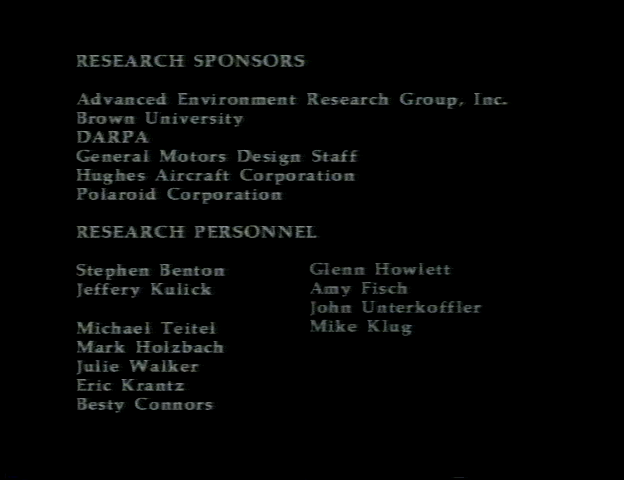 RESEARCH SPONSORS
Advanced Environment Research Group, Inc.
Brown University
DARPA
General Motors Design Staff
Hughes Aircraft Corporation
Polaroid Corporation
RESEARCH PERSONNEL
Stephen Benton
Jeffery Kulick
Michael Teitel
Mark Holzbach
Julie Walker
Eric Krantz
Besty Connors
Glenn Howlett
Amy Fisch
John Unterkoffler
Mike Klug